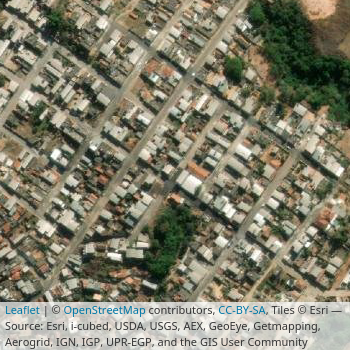 Leaflet | © OpenStreetMap contributors, CC-BY-SA, Tiles © Esri —
Source: Esri, i-cubed, USDA, USGS, AEX, GeoEye, Getmapping,
Aerogrid, IGN, IGP, UPR-EGP, and the GIS User Community